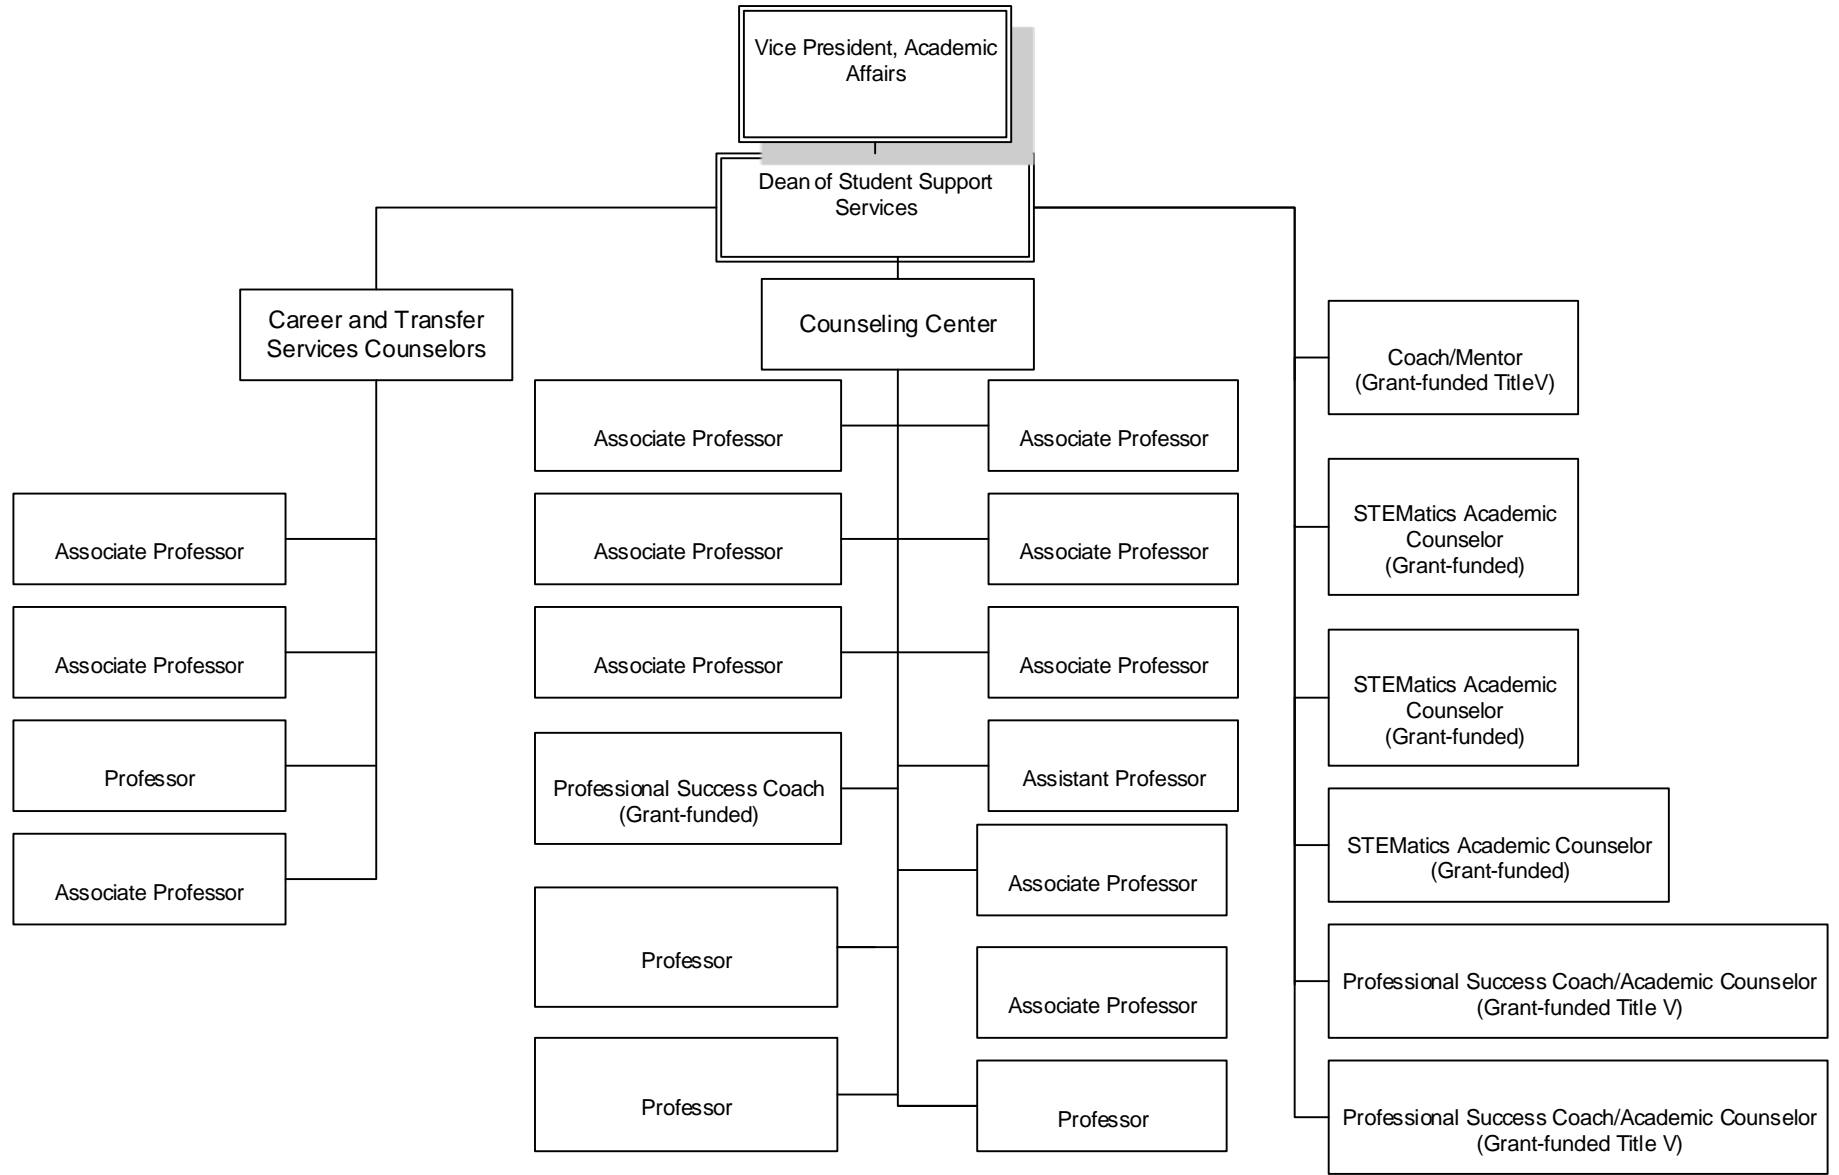 Vice President, Academic
Affairs
Dean of Student Support
Services
Career and Transfer
Services Counselors
Associate Professor
Associate Professor
Professor
Associate Professor
Counseling Center
Associate Professor
Associate Professor
Associate Professor
Associate Professor
Associate Professor
Associate Professor
Professional Success Coach
(Grant-funded)
Assistant Professor
Associate Professor
Professor
Associate Professor
Professor
Professor
Coach/Mentor
(Grant-funded TitleV)
STEMatics Academic
Counselor
(Grant-funded)
STEMatics Academic
Counselor
(Grant-funded)
STEMatics Academic Counselor
(Grant-funded)
Professional Success Coach/Academic Counselor
(Grant-funded Title V)
Professional Success Coach/Academic Counselor
(Grant-funded Title V)